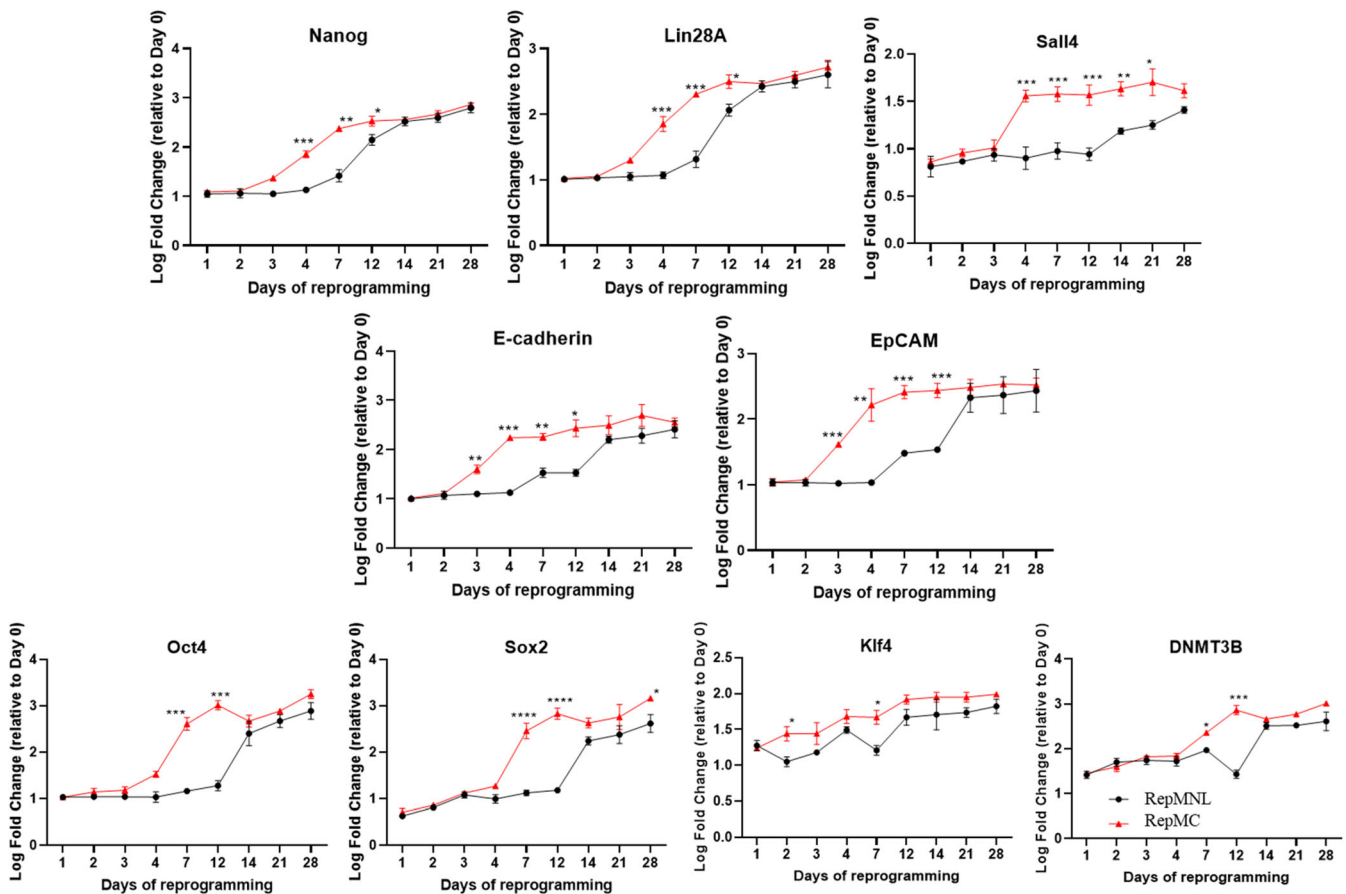 Nanog
Log Fold Change (relative to Day 0)
4
3
2
1
0
***
**
*
1 2 3 4 7 12 14 21 28
Days of reprogramming
Lin28A
Log Fold Change (relative to Day 0)
3
2
1
0
***
***
*
1 2 3 4 7 12 14 21 28
Days of reprogramming
Sall4
Log Fold Change (relative to Day 0)
2.0
1.5
1.0
0.5
0.0
*** *** *** ** *
1 2 3 4 7 12 14 21 28
Days of reprogramming
E-cadherin
Log Fold Change (relative to Day 0)
4
3
2
1
0
** *** ** *
1 2 3 4 7 12 14 21 28
Days of reprogramming
EpCAM
Log Fold Change (relative to Day 0)
3
2
1
0
*** ** *** ***
1 2 3 4 7 12 14 21 28
Days of reprogramming
Oct4
Log Fold Change (relative to Day 0)
4
3
2
1
0
*** ***
1 2 3 4 7 12 14 21 28
Days of reprogramming
Sox2
Log Fold Change (relative to Day 0)
4
3
2
1
0
**** **** *
1 2 3 4 7 12 14 21 28
Days of reprogramming
Klf4
Log Fold Change (relative to Day 0)
2.5
2.0
1.5
1.0
0.5
0.0
* *
1 2 3 4 7 12 14 21 28
Days of reprogramming
DNMT3B
Log Fold Change (relative to Day 0)
4
3
2
1
0
* ***
RepMNL
RepMC
1 2 3 4 7 12 14 21 28
Days of reprogramming